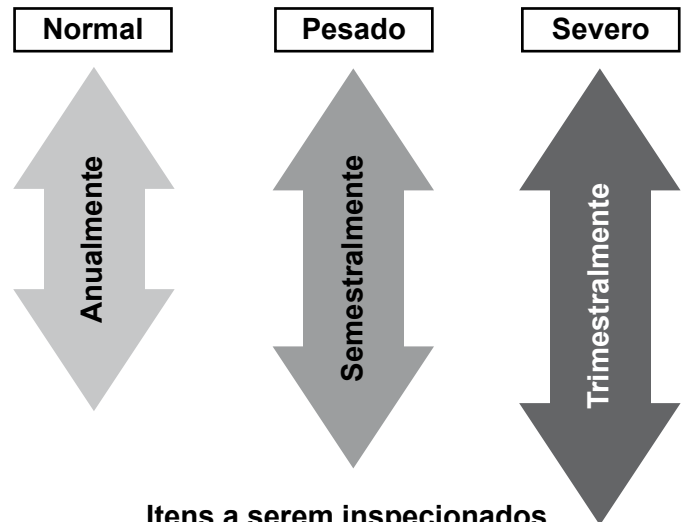 Normal
Pesado
Severo
Anualmente
Semestralmente
Trimestralmente
Itens a serem inspecionados